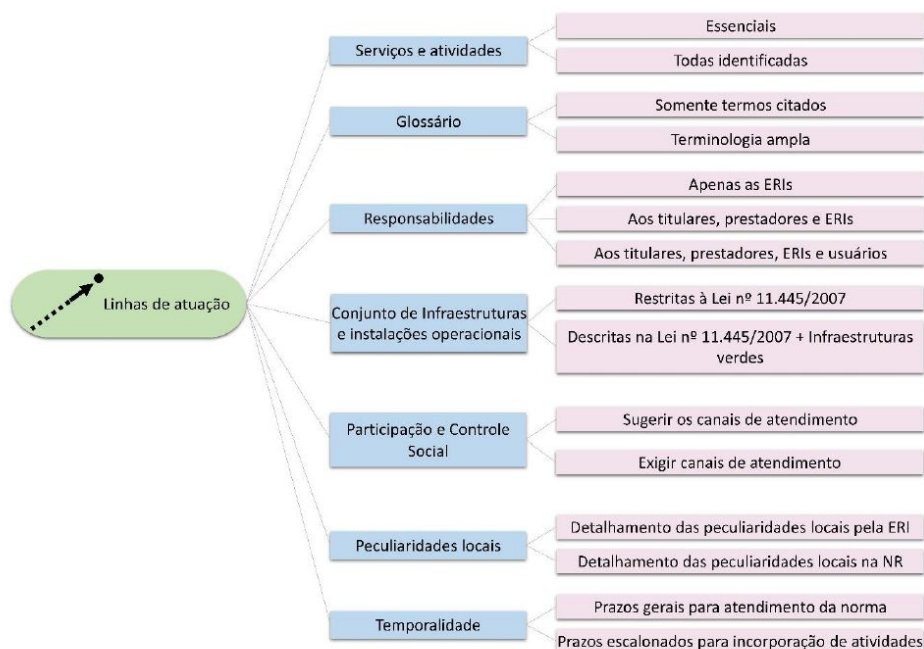 Linhas de atuação
Serviços e atividades
Essenciais
Todas identificadas
Glossário
Somente termos citados
Terminologia ampla
Responsabilidades
Apenas as ERIs
Aos titulares, prestadores e ERIs
Aos titulares, prestadores, ERIs e usuários
Conjunto de Infraestruturas
e instalações operacionais
Restritas à Lei nº 11.445/2007
Descritas na Lei nº 11.445/2007 + Infraestruturas
verdes
Participação e Controle
Social
Sugerir os canais de atendimento
Exigir canais de atendimento
Peculiaridades locais
Detalhamento das peculiaridades locais pela ERI
Detalhamento das peculiaridades locais na NR
Temporalidade
Prazos gerais para atendimento da norma
Prazos escalonados para incorporação de atividades